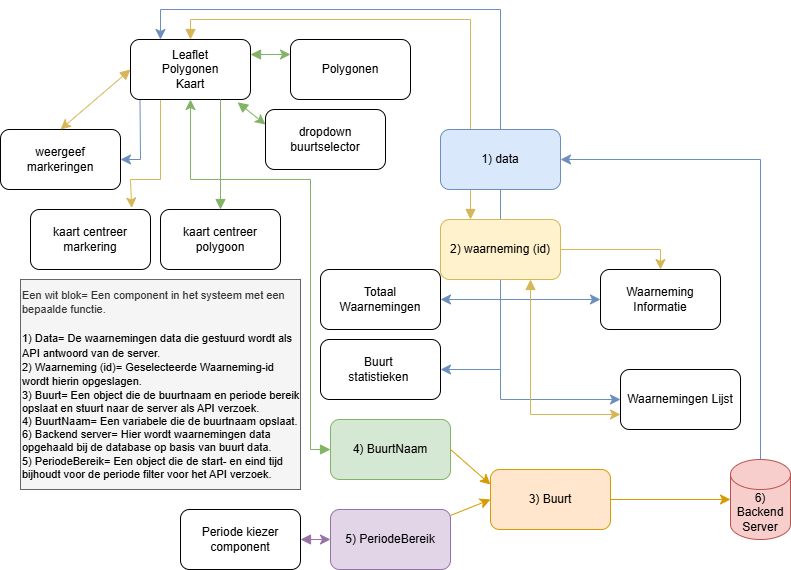 Leaflet
Polygonen
Kaart
Polygonen
dropdown
buurtselector
weergeef
markeringen
1) data
kaart centreer
markering
kaart centreer
polygoon
2) waarneming (id)
Een wit blok= Een component in het systeem met een
bepaalde functie.
1) Data= De waarnemingen data die gestuurd wordt als
API antwoord van de server.
2) Waarneming (id)= Geselecteerde Waarneming-id
wordt hierin opgeslagen.
3) Buurt= Een object die de buurtnaam en periode bereik
opslaat en stuurt naar de server als API verzoek.
4) BuurtNaam= Een variabele die de buurtnaam opslaat.
6) Backend server= Hier wordt waarnemingen data
opgehaald bij de database op basis van buurt data.
5) PeriodeBereik= Een object die de start- en eind tijd
bijhoudt voor de periode filter voor het API verzoek.
Totaal
Waarnemingen
Waarneming
Informatie
Buurt
statistieken
Waarnemingen Lijst
4) BuurtNaam
3) Buurt
6)
Backend
Server
Periode kiezer
component
5) PeriodeBereik